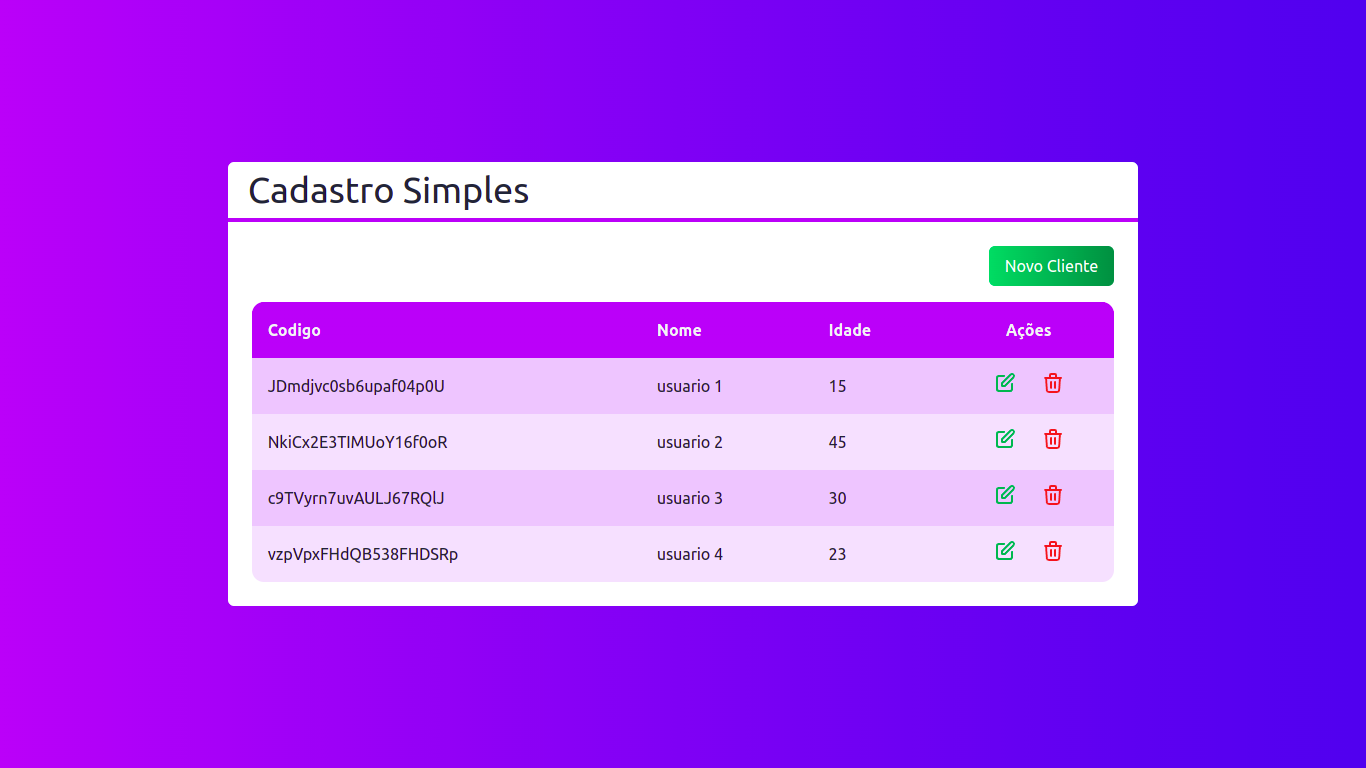 Cadastro Simples
Novo Cliente
Codigo Nome Idade Ações
JDmdjvc0sb6upaf04p0U usuario 1 15
NkiCx2E3TIMUoY16f0oR usuario 2 45
c9TVyrn7uvAULJ67RQlJ usuario 3 30
vzpVpxFHdQB538FHDSRp usuario 4 23